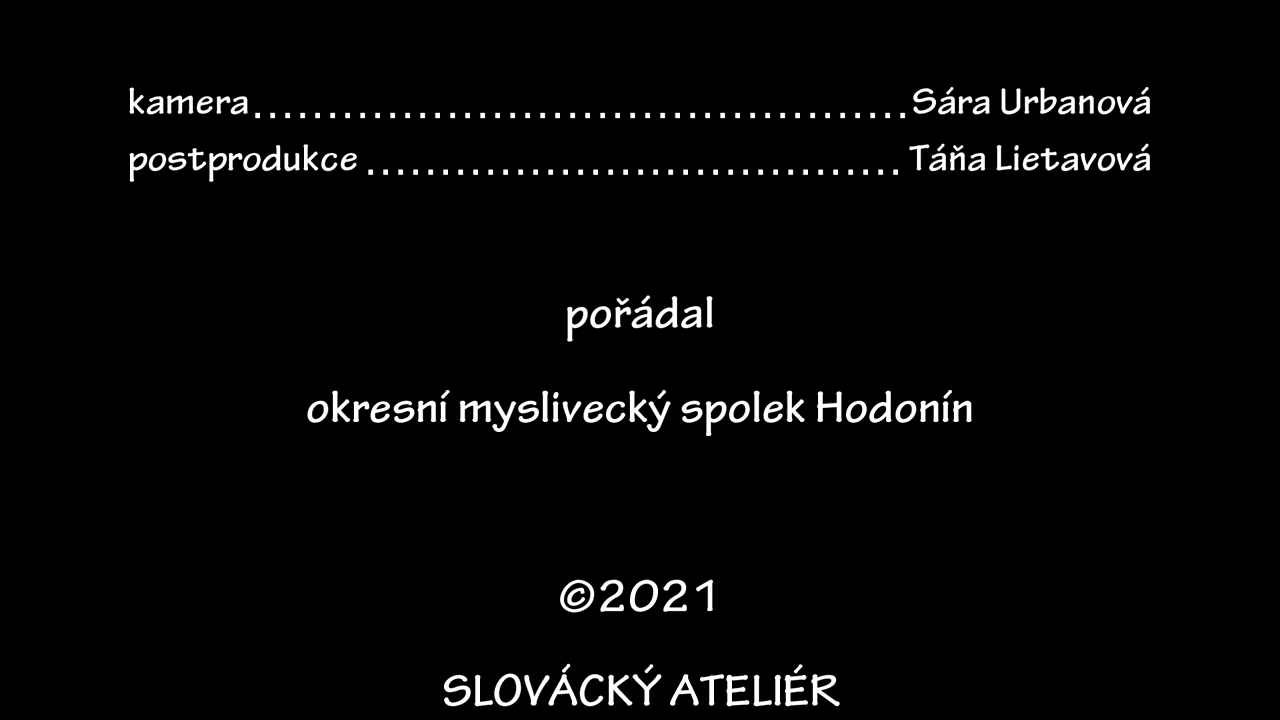 kamera...........................................Sára Urbanová
postprodukce....................................Táňa Lietavová
pořádal
okresní myslivecký spolek Hodonín
©2021
SLOVÁCKÝ ATELIÉR